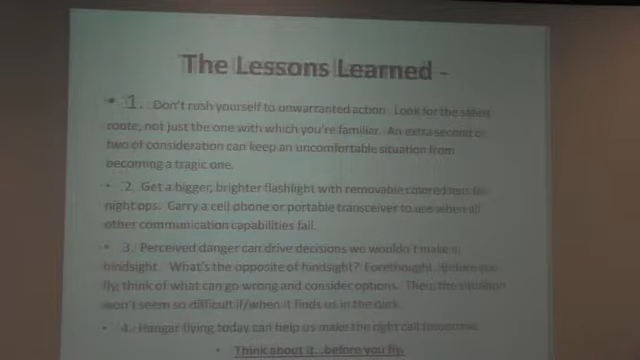 The Lessons Learned -
• 1. Don't rush yourself to unwarranted action. Look for the safest
route, not just the one with which you're familiar. An extra second or
two of consideration can keep an uncomfortable situation from
becoming a tragic one.
• 2. Get a bigger, brighter flashlight with removable colored lens for
night ops. Carry a cell phone or portable transceiver to use when all
other communication capabilities fail.
• 3. Perceived danger can drive decisions we wouldn't make in
hindsight. What's the opposite of hindsight? Forethought. Before you
fly, think of what can go wrong and consider options. Then, the situation
won't seem so difficult if/when it finds us in the dark.
• 4. Hangar flying today can help us make the right call tomorrow.
• Think about it...before you fly.